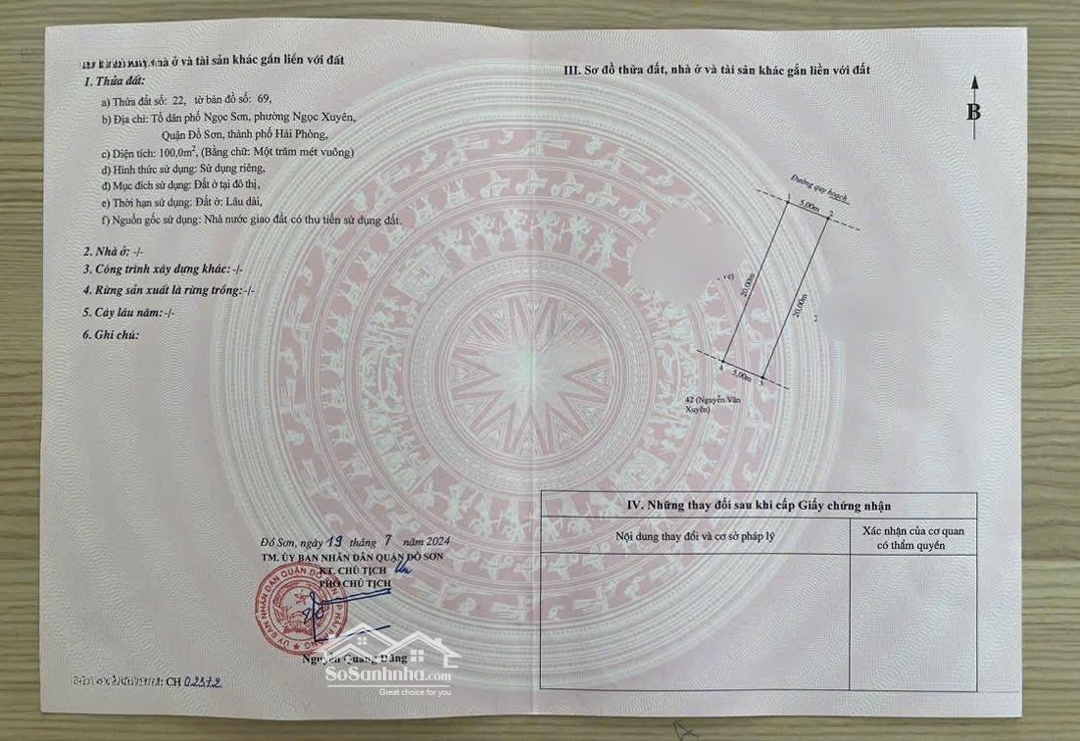 nhà ở và tài sản khác gắn liền với đất
1. Thửa đất:
a) Thửa đất số: 22, tờ bản đồ số: 69,
b) Địa chỉ: Tổ dân phố Ngọc Sơn, phường Ngọc Xuyên,
Quận Đồ Sơn, thành phố Hải Phòng,
c) Diện tích: 100,0m², (Bằng chữ: Một trăm mét vuông)
d) Hình thức sử dụng: Sử dụng riêng,
đ) Mục đích sử dụng: Đất ở tại đô thị,
e) Thời hạn sử dụng: Đất ở: Lâu dài,
f) Nguồn gốc sử dụng: Nhà nước giao đất có thu tiền sử dụng đất.
2. Nhà ở: -/-
3. Công trình xây dựng khác: -/-
4. Rừng sản xuất là rừng trồng: -/-
5. Cây lâu năm: -/-
6. Ghi chú:
Đồ Sơn, ngày 19 tháng 7 năm 2024
TM. ỦY BAN NHÂN DÂN QUẬN ĐỒ SƠN
KT. CHỦ TỊCH
PHÓ CHỦ TỊCH
Nguyễn Quang Đăng
CH 02372
III. Sơ đồ thửa đất, nhà ở và tài sản khác gắn liền với đất
B
Đường quy hoạch
1 5,00m 2
20,00m
20,00m
4 5,00m 3
42 (Nguyễn Văn
Xuyên)
IV. Những thay đổi sau khi cấp Giấy chứng nhận
Nội dung thay đổi và cơ sở pháp lý
Xác nhận của cơ quan
có thẩm quyền
SoSanhnha.com
Great choice for you